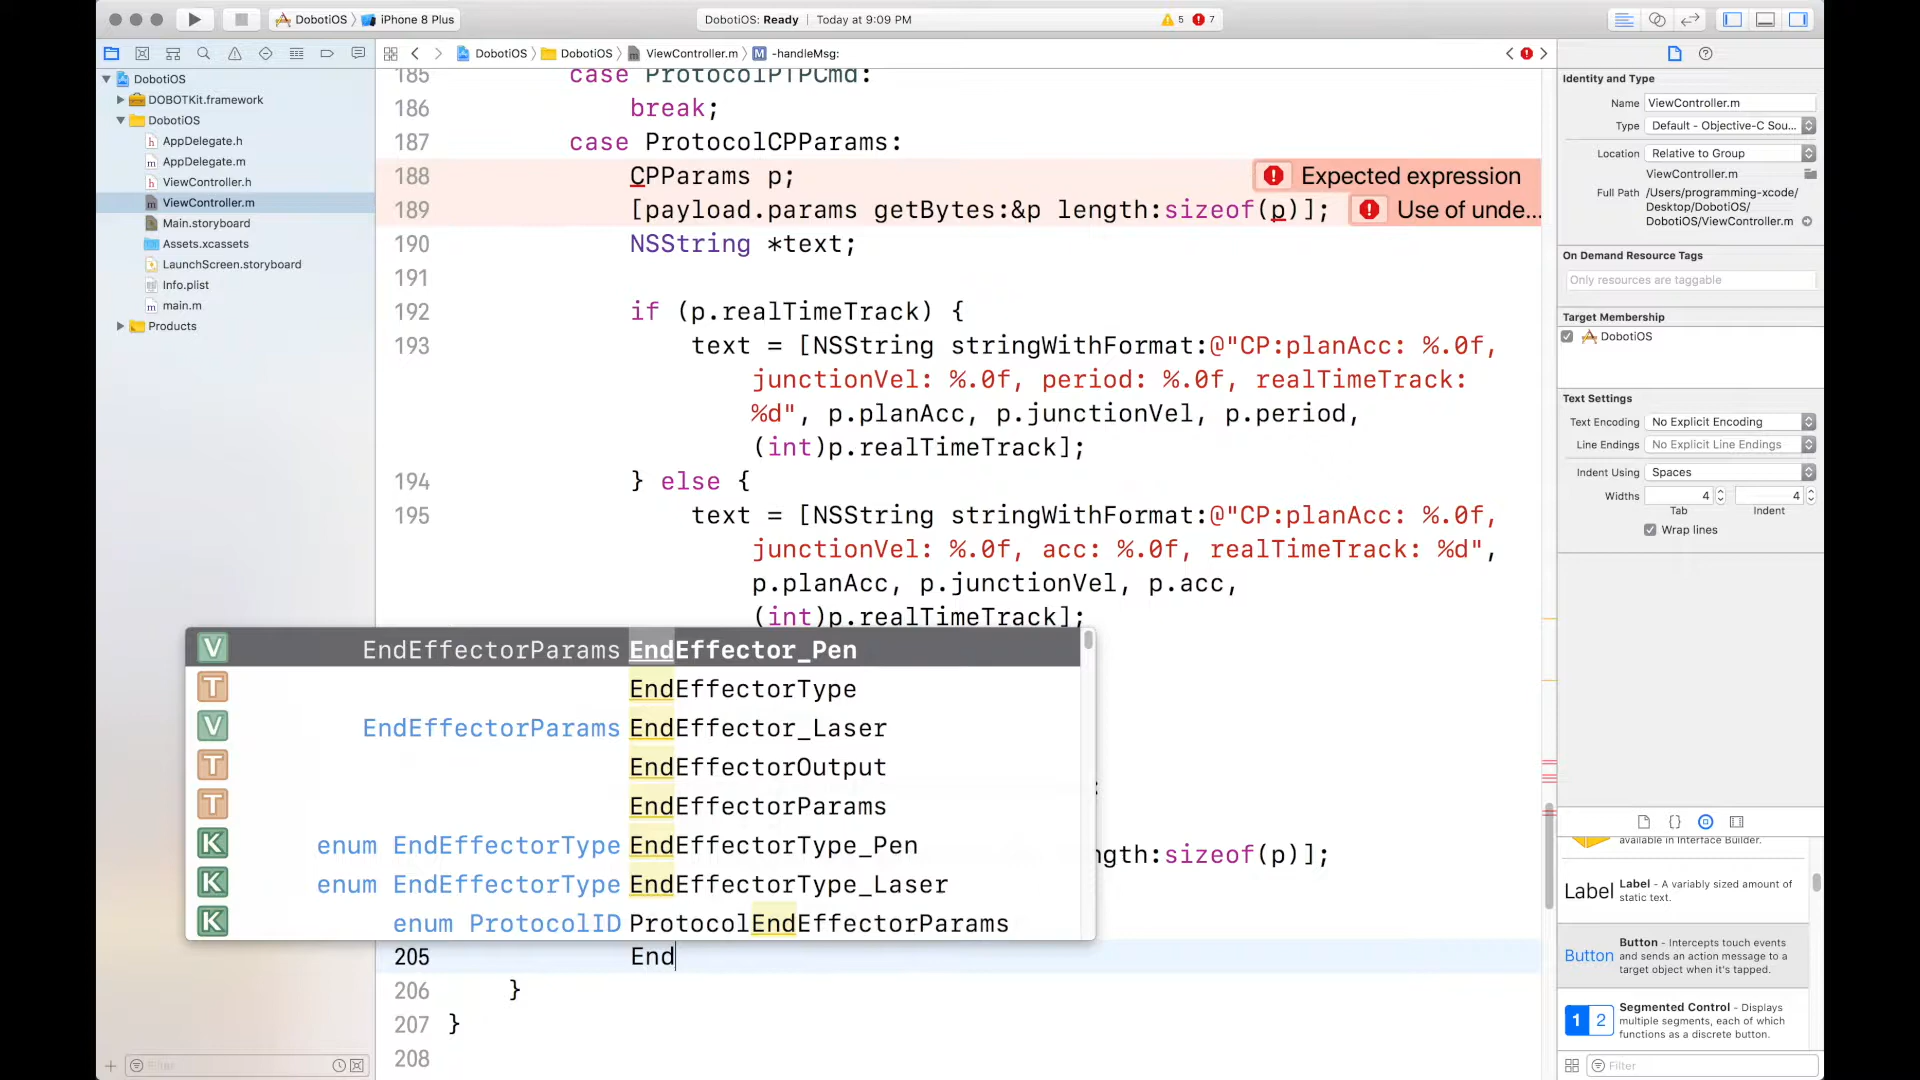 DobotiOS
iPhone 8 Plus
DobotiOS: Ready
Today at 9:09 PM
5
7
DobotiOS
DobotiOS
ViewController.m
M
-handleMsg:
DobotiOS
DOBOTKit.framework
DobotiOS
AppDelegate.h
AppDelegate.m
ViewController.h
ViewController.m
Main.storyboard
Assets.xcassets
LaunchScreen.storyboard
Info.plist
main.m
Products
Filter
185 case ProtocolPTPCmd:
186 break;
187 case ProtocolCPParams:
188 CPParams p; Expected expression
189 [payload.params getBytes:&p length:sizeof(p)]; Use of unde...
190 NSString *text;
191
192 if (p.realTimeTrack) {
193 text = [NSString stringWithFormat:@"CP:planAcc: %.0f,
junctionVel: %.0f, period: %.0f, realTimeTrack:
%d", p.planAcc, p.junctionVel, p.period,
(int)p.realTimeTrack];
194 } else {
195 text = [NSString stringWithFormat:@"CP:planAcc: %.0f,
junctionVel: %.0f, acc: %.0f, realTimeTrack: %d",
p.planAcc, p.junctionVel, p.acc,
(int)p.realTimeTrack];
V EndEffectorParams EndEffector_Pen
T EndEffectorType
V EndEffectorParams EndEffector_Laser
T EndEffectorOutput
T EndEffectorParams
K enum EndEffectorType EndEffectorType_Pen
K enum EndEffectorType EndEffectorType_Laser
K enum ProtocolID ProtocolEndEffectorParams
:
ngth:sizeof(p)];
205 End
206 }
207 }
208
Identity and Type
Name ViewController.m
Type Default - Objective-C Sou...
Location Relative to Group
ViewController.m
Full Path /Users/programming-xcode/
Desktop/DobotiOS/
DobotiOS/ViewController.m
On Demand Resource Tags
Only resources are taggable
Target Membership
DobotiOS
Text Settings
Text Encoding No Explicit Encoding
Line Endings No Explicit Line Endings
Indent Using Spaces
Widths 4 4
Tab Indent
Wrap lines
available in Interface Builder.
Label Label - A variably sized amount of
static text.
Button Button - Intercepts touch events
and sends an action message to a
target object when it's tapped.
1 2 Segmented Control - Displays
multiple segments, each of which
functions as a discrete button.
Filter